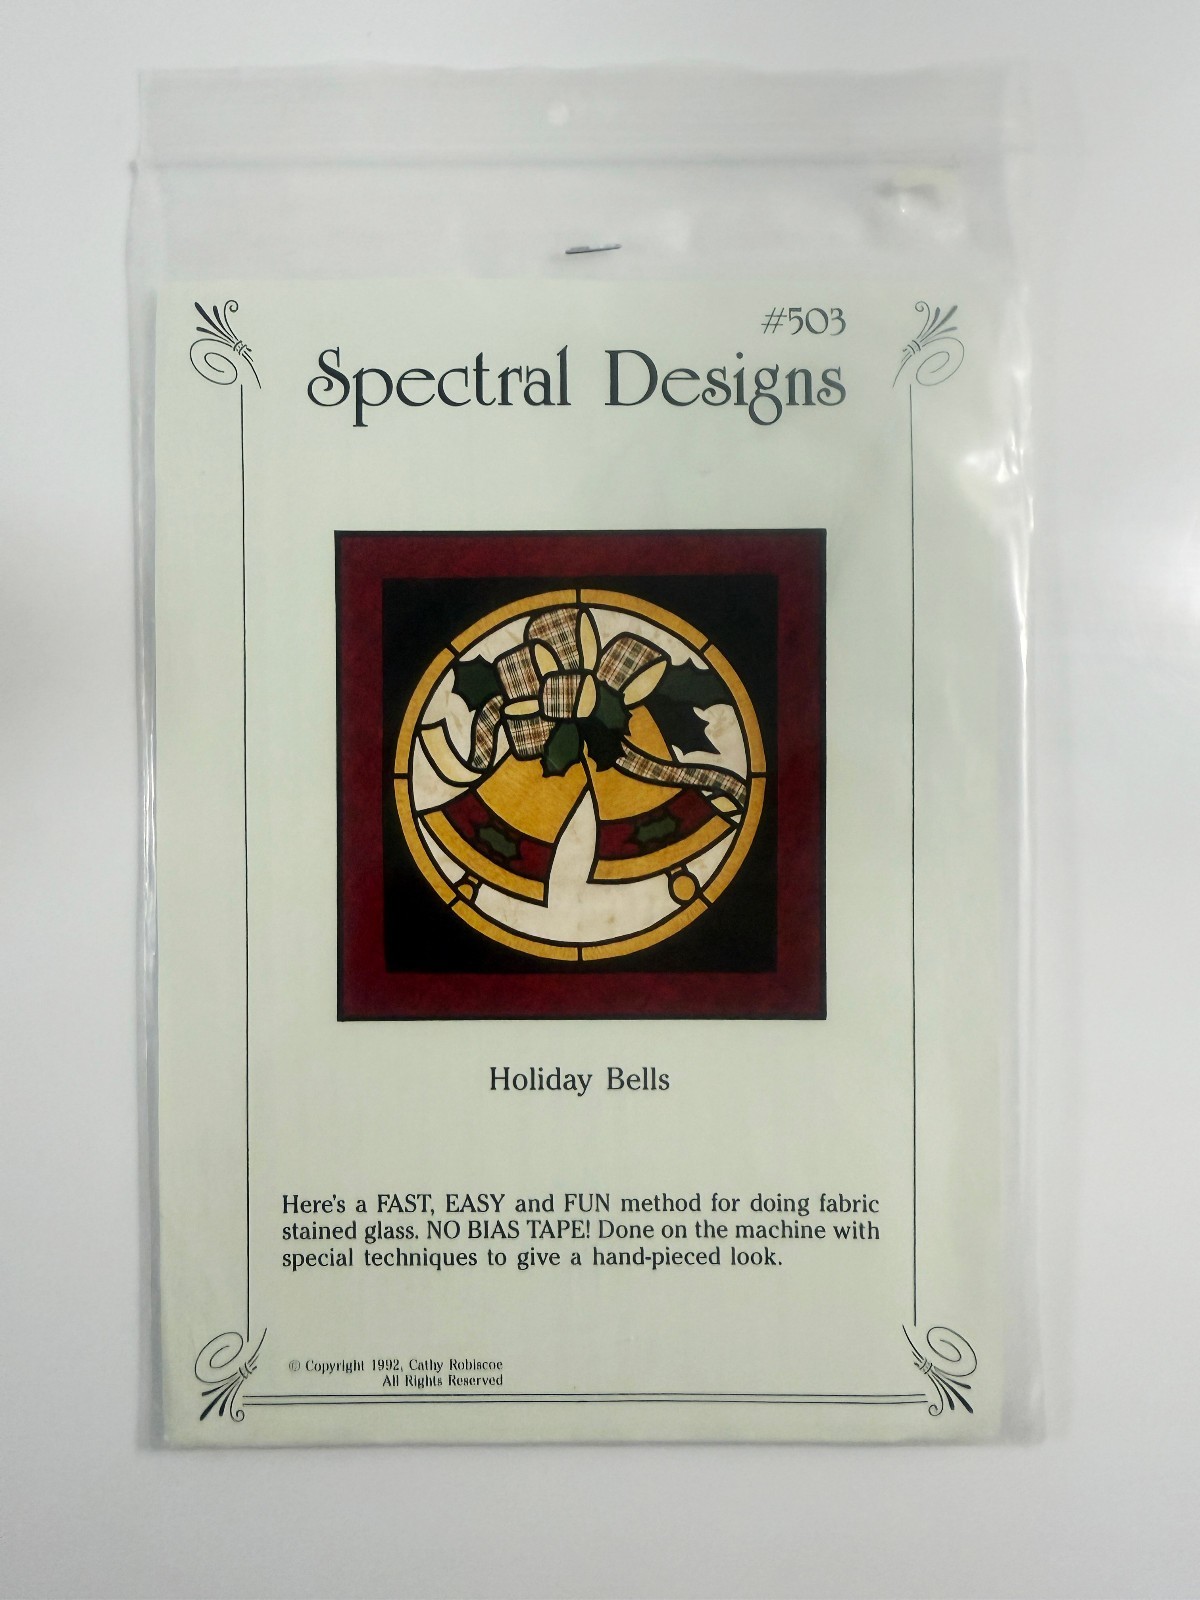 #503
Spectral Designs
Holiday Bells
Here's a FAST, EASY and FUN method for doing fabric
stained glass. NO BIAS TAPE! Done on the machine with
special techniques to give a hand-pieced look.
© Copyright 1992, Cathy Robiscoe
All Rights Reserved